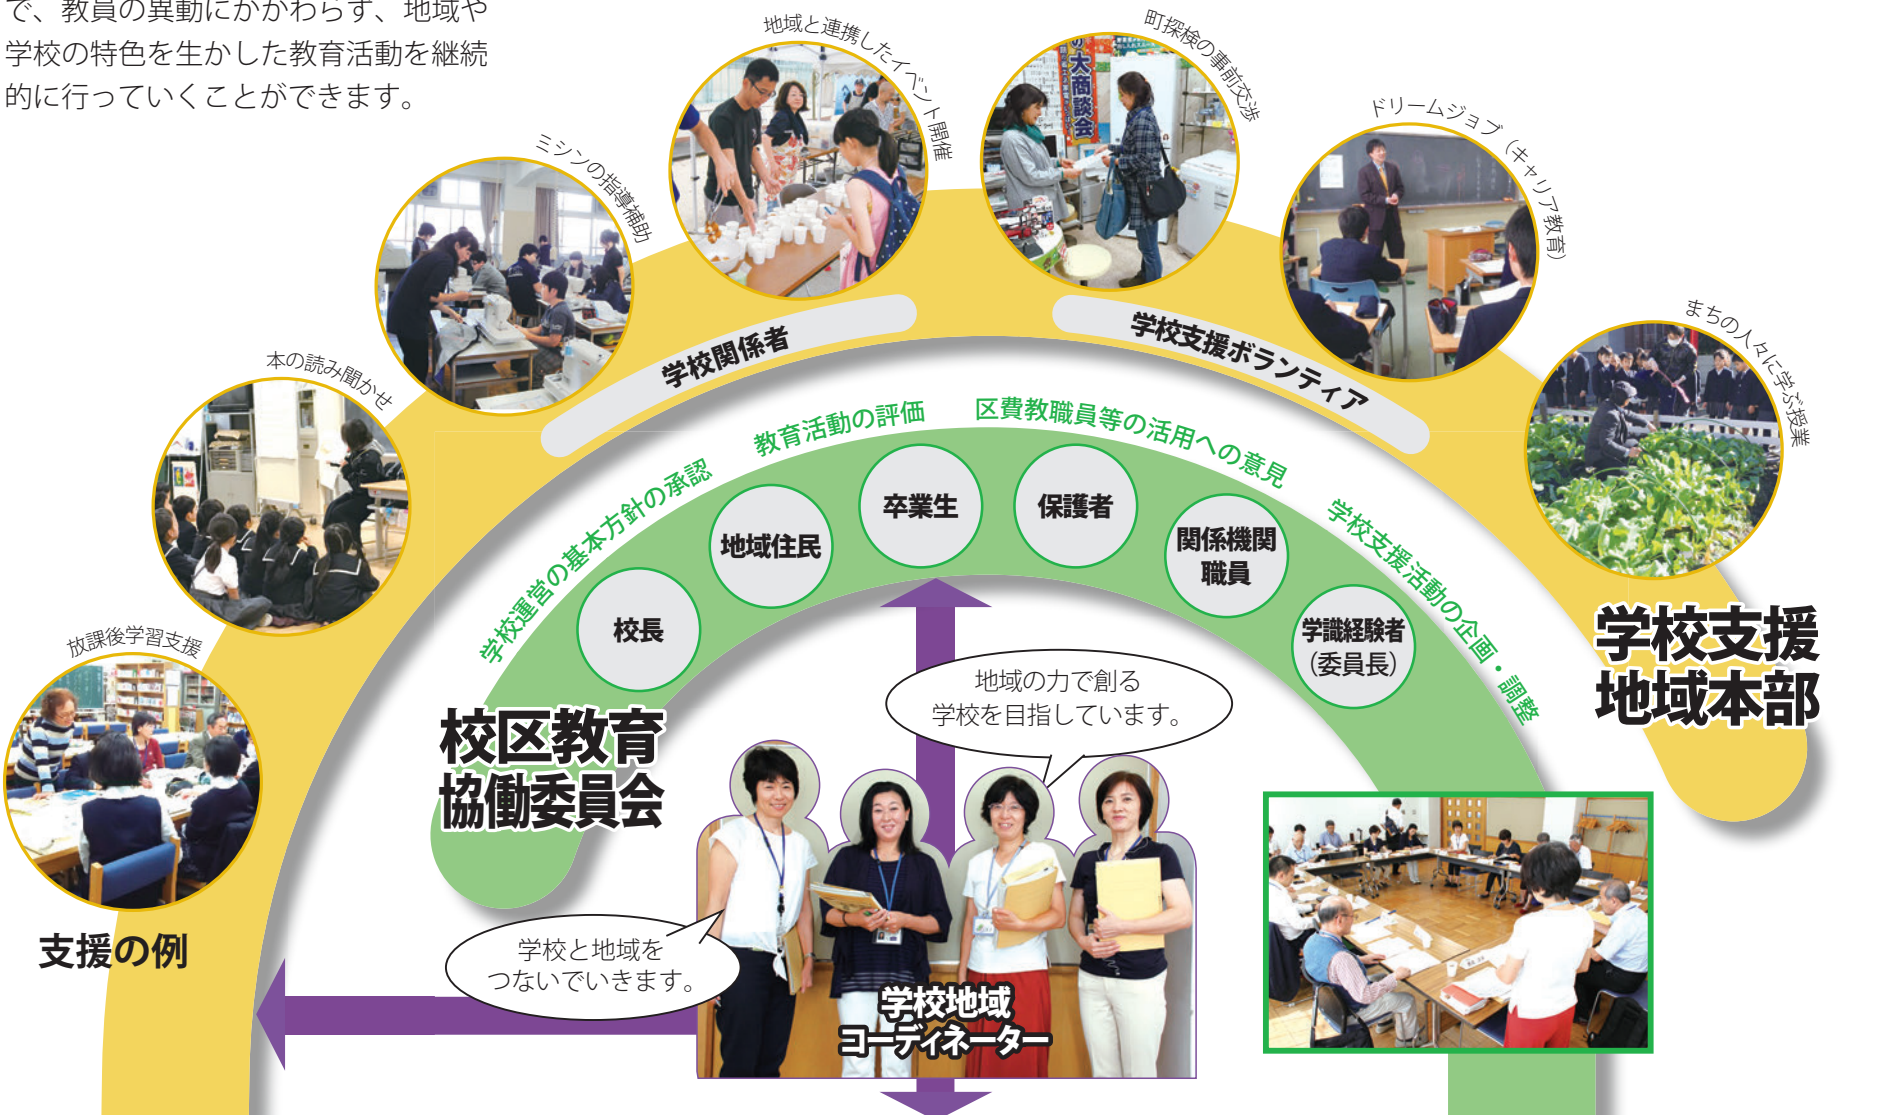 で、教員の異動にかかわらず、地域や
学校の特色を生かした教育活動を継続
的に行っていくことができます。
放課後学習支援
本の読み聞かせ
ミシンの指導補助
地域と連携したイベント開催
町探検の事前交渉
大商談会
ドリームジョブ（キャリア教育）
まちの人々に学ぶ授業
学校関係者
学校支援ボランティア
学校支援
地域本部
学校運営の基本方針の承認
教育活動の評価
区費教職員等の活用への意見
学校支援活動の企画・調整
校長
地域住民
卒業生
保護者
関係機関
職員
学識経験者
（委員長）
校区教育
協働委員会
地域の力で創る
学校を目指しています。
学校と地域を
つないでいきます。
学校地域
コーディネーター
支援の例